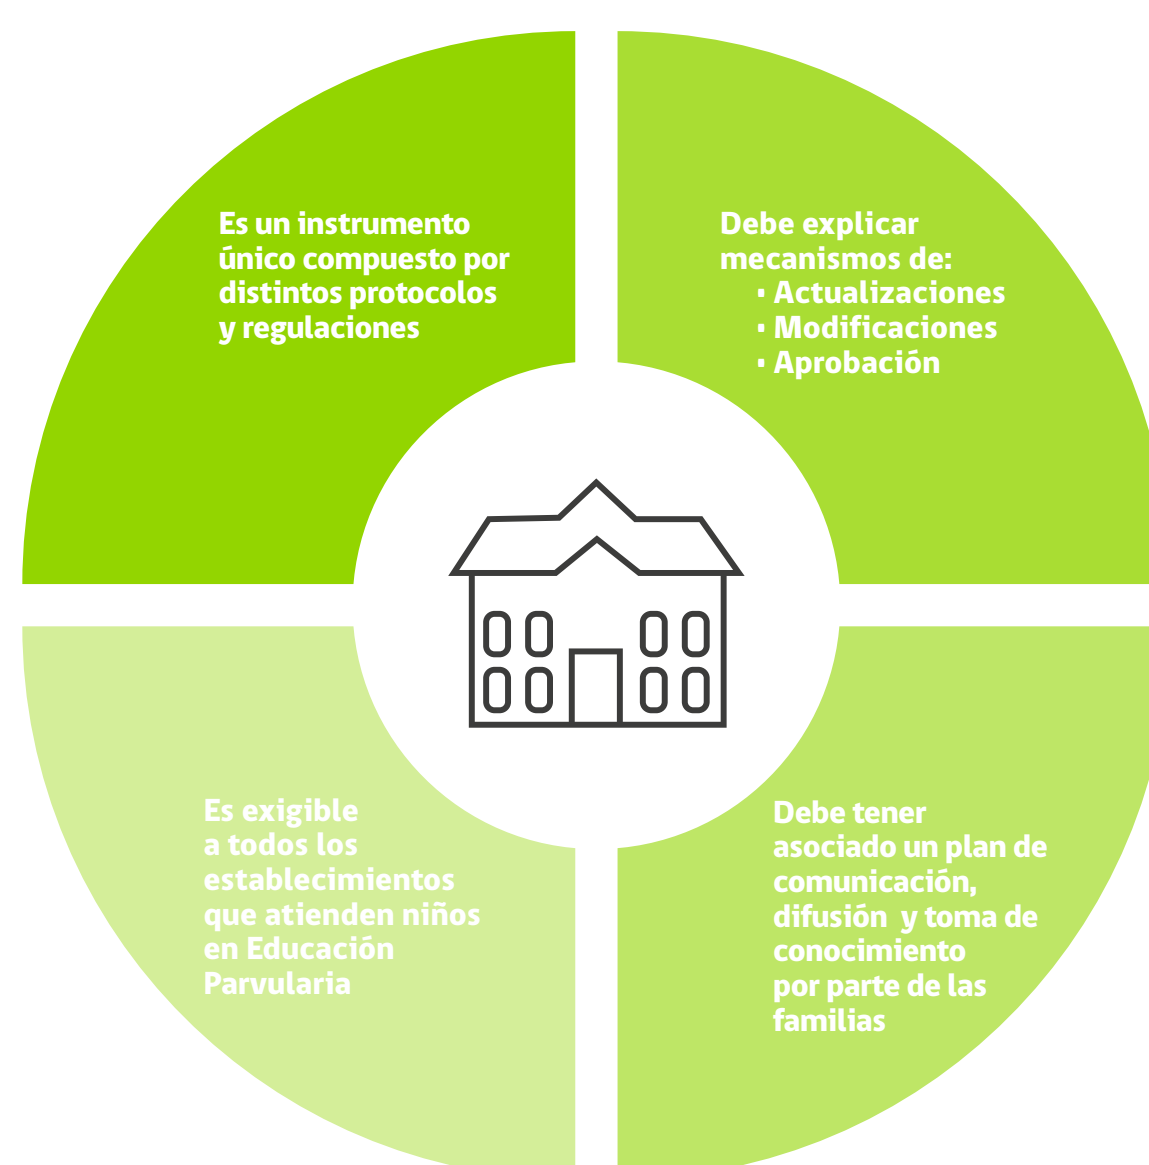 Es un instrumento
único compuesto por
distintos protocolos
y regulaciones
Debe explicar
mecanismos de:
· Actualizaciones
· Modificaciones
· Aprobación
Es exigible
a todos los
establecimientos
que atienden niños
en Educación
Parvularia
Debe tener
asociado un plan de
comunicación,
difusión  y toma de
conocimiento
por parte de las
familias